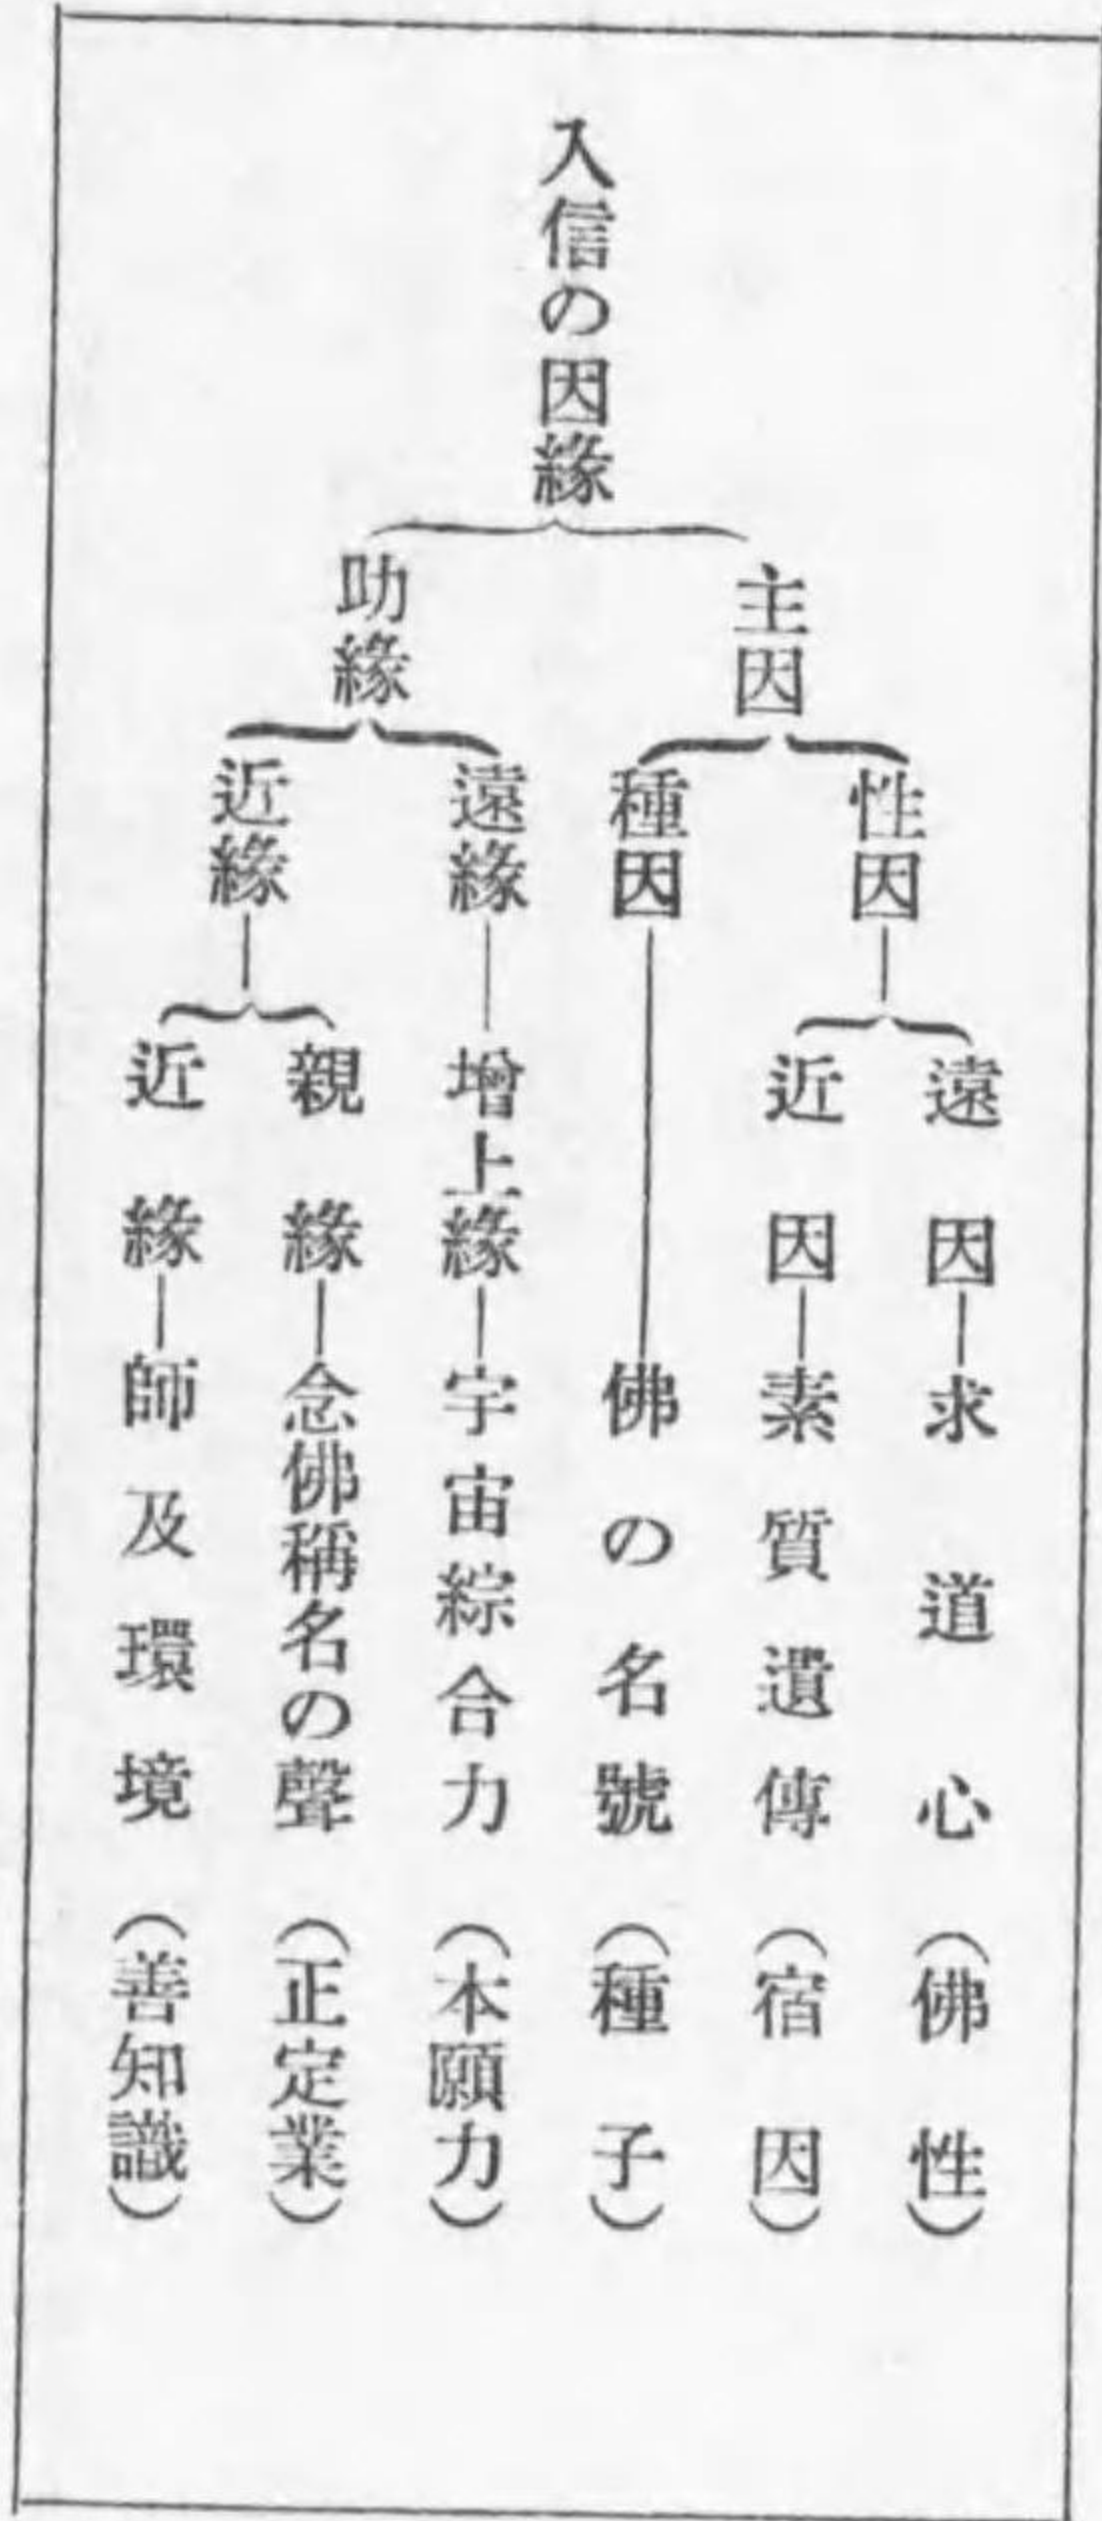 入信の因緣
主因
性因
遠因―求道心(佛性)
近因―素質遺傳(宿因)
種因―佛の名號(種子)
助緣
遠緣―增上緣―宇宙綜合力(本願力)
近緣
親緣―念佛稱名の聲(正定業)
近緣―師及環境(善知識)